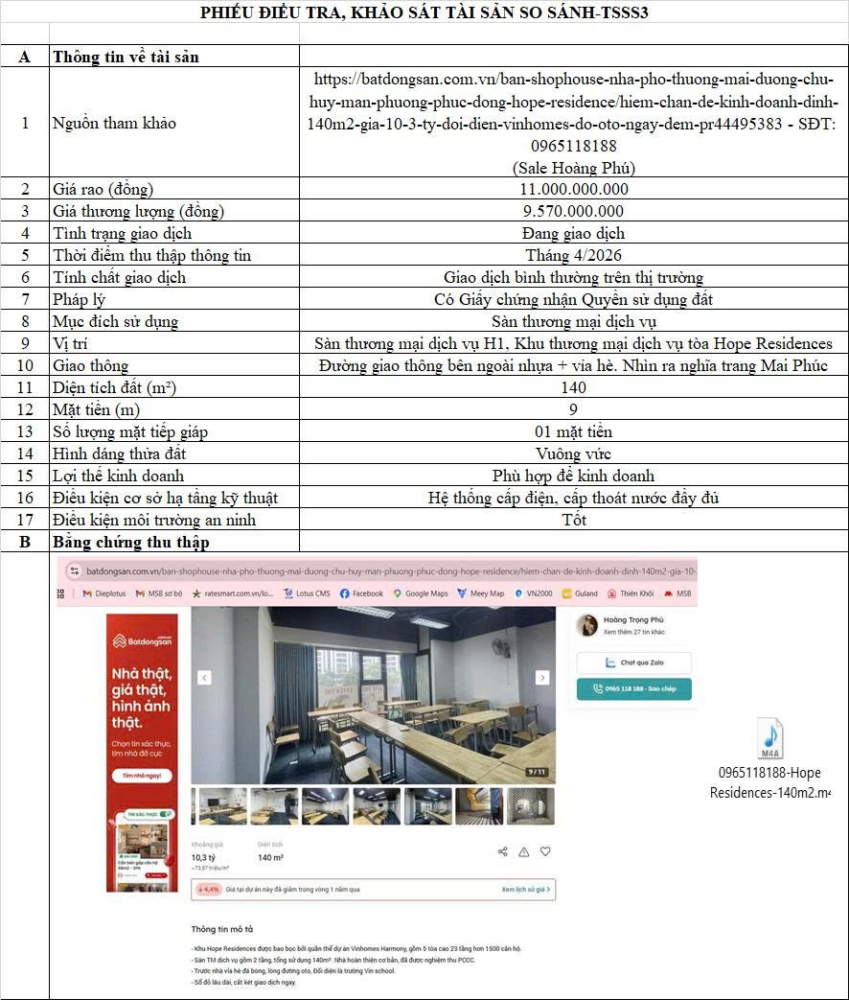 PHIẾU ĐIỀU TRA, KHẢO SÁT TÀI SẢN SO SÁNH-TSSS3
A Thông tin về tài sản
1 Nguồn tham khảo https://batdongsan.com.vn/ban-shophouse-nha-pho-thuong-mai-duong-chu-
huy-man-phuong-phuc-dong-hope-residence/hiem-chan-de-kinh-doanh-dinh-
140m2-gia-10-3-ty-doi-dien-vinhomes-do-oto-ngay-dem-pr44495383 - SĐT:
0965118188
(Sale Hoàng Phú)
2 Giá rao (đồng) 11.000.000.000
3 Giá thương lượng (đồng) 9.570.000.000
4 Tình trạng giao dịch Đang giao dịch
5 Thời điểm thu thập thông tin Tháng 4/2026
6 Tính chất giao dịch Giao dịch bình thường trên thị trường
7 Pháp lý Có Giấy chứng nhận Quyền sử dụng đất
8 Mục đích sử dụng Sàn thương mại dịch vụ
9 Vị trí Sàn thương mại dịch vụ H1, Khu thương mại dịch vụ tòa Hope Residences
10 Giao thông Đường giao thông bên ngoài nhựa + vỉa hè. Nhìn ra nghĩa trang Mai Phúc
11 Diện tích đất (m²) 140
12 Mặt tiền (m) 9
13 Số lượng mặt tiếp giáp 01 mặt tiền
14 Hình dáng thửa đất Vuông vức
15 Lợi thế kinh doanh Phù hợp để kinh doanh
16 Điều kiện cơ sở hạ tầng kỹ thuật Hệ thống cấp điện, cấp thoát nước đầy đủ
17 Điều kiện môi trường an ninh Tốt
B Bằng chứng thu thập
batdongsan.com.vn/ban-shophouse-nha-pho-thuong-mai-duong-chu-huy-man-phuong-phuc-dong-hope-residence/hiem-chan-de-kinh-doanh-dinh-140m2-gia-10-
Dieplotus MSB sơ bộ ratesmart.com.vn/lo... Lotus CMS Facebook Google Maps Meey Map VN2000 Guland Thiên Khôi MSB
Batdongsan
Nhà thật,
giá thật,
hình ảnh
thật.
Chọn tin xác thực,
tìm nhà đỡ cực
Tìm nhà ngay!
TIN XÁC THỰC
9 / 11
Hoàng Trọng Phú
Xem thêm 27 tin khác
Chat qua Zalo
0965 118 188 - Sao chép
M4A
0965118188-Hope
Residences-140m2.m4
Khoảng giá Diện tích
10,3 tỷ 140 m²
~73,57 triệu/m²
4,4% Giá tại dự án này đã giảm trong vòng 1 năm qua Xem lịch sử giá
Thông tin mô tả
- Khu Hope Residences được bao bọc bởi quần thể dự án Vinhomes Harmony, gồm 5 tòa cao 23 tầng hơn 1500 căn hộ.
- Sàn TM dịch vụ gồm 2 tầng, tổng sử dụng 140m². Nhà hoàn thiện cơ bản, đã được nghiệm thu PCCC.
- Trước nhà vỉa hè đá bóng, lòng đường oto, Đối diện là trường Vin school.
- Sổ đỏ lâu dài, cất két giao dịch ngay.